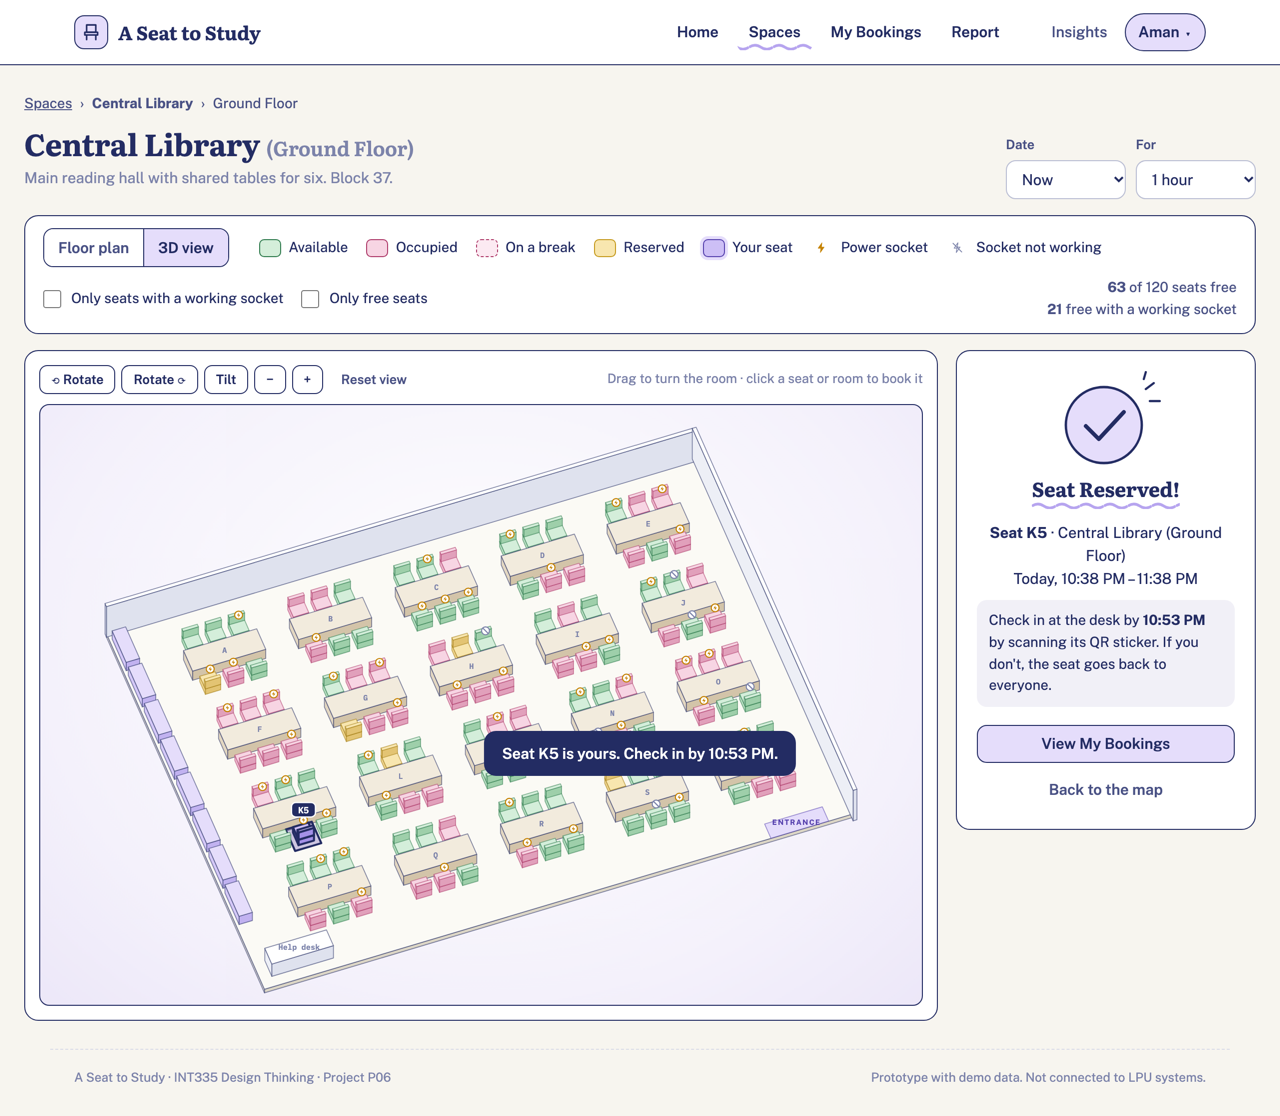 A Seat to Study
Home
Spaces
My Bookings
Report
Insights
Aman
Spaces › Central Library › Ground Floor
Central Library (Ground Floor)
Main reading hall with shared tables for six. Block 37.
Date
For
Now
1 hour
Floor plan
3D view
Available
Occupied
On a break
Reserved
Your seat
Power socket
Socket not working
Only seats with a working socket
Only free seats
63 of 120 seats free
21 free with a working socket
Rotate
Rotate
Tilt
−
+
Reset view
Drag to turn the room · click a seat or room to book it
E
D
C
B
A
J
I
H
G
F
O
N
L
K5
S
R
Q
P
ENTRANCE
Help desk
Seat K5 is yours. Check in by 10:53 PM.
Seat Reserved!
Seat K5 · Central Library (Ground
Floor)
Today, 10:38 PM – 11:38 PM
Check in at the desk by 10:53 PM
by scanning its QR sticker. If you
don't, the seat goes back to
everyone.
View My Bookings
Back to the map
A Seat to Study · INT335 Design Thinking · Project P06
Prototype with demo data. Not connected to LPU systems.